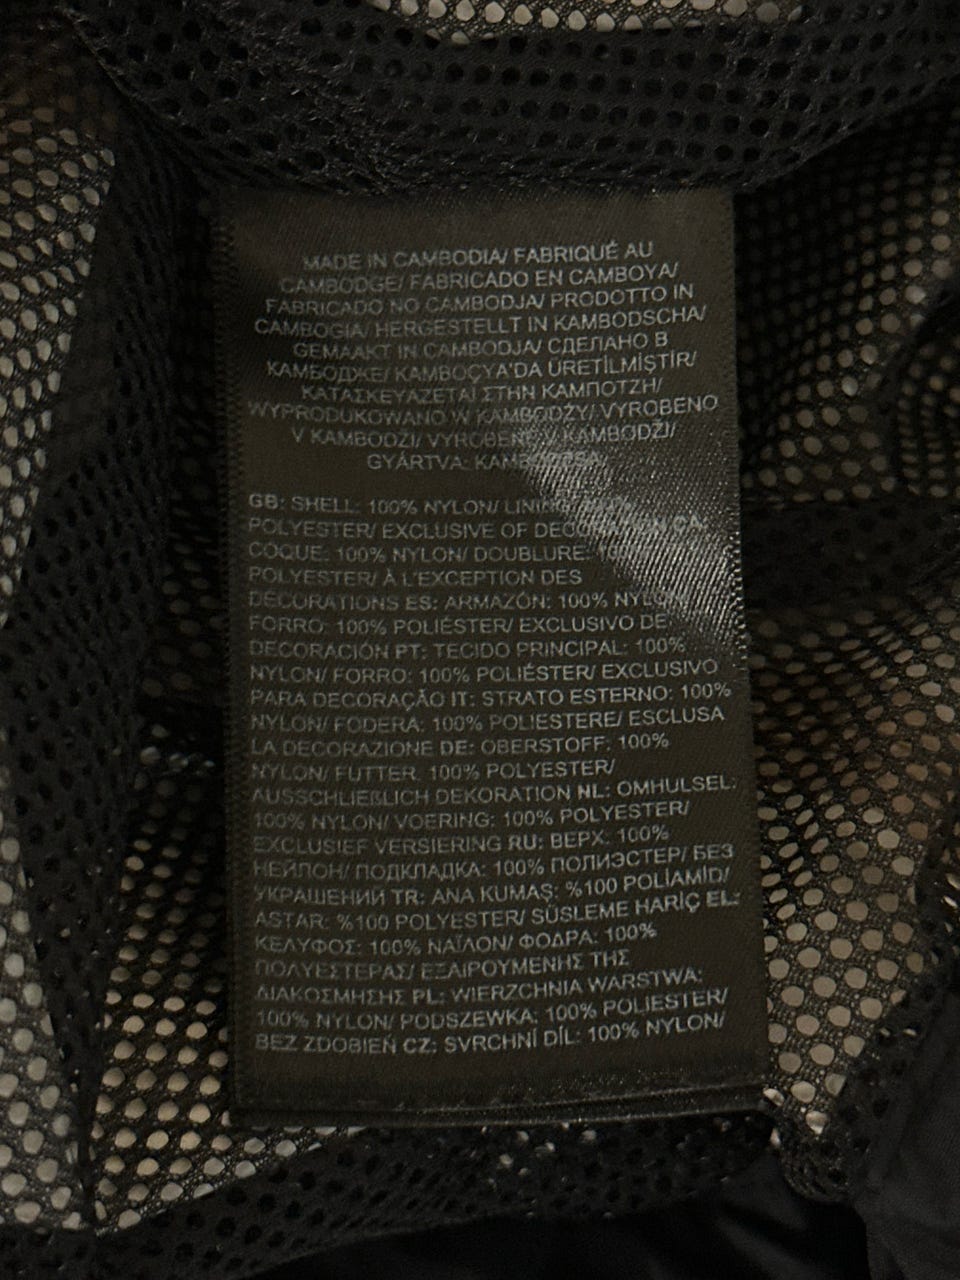 MADE IN CAMBODIA/ FABRIQUÉ AU
CAMBODGE/ FABRICADO EN CAMBOYA/
FABRICADO NO CAMBODJA/ PRODOTTO IN
CAMBOGIA/ HERGESTELLT IN KAMBODSCHA/
GEMAAKT IN CAMBODJA/ СДЕЛАНО В
КАМБОДЖЕ/ KAMBOÇYA'DA ÜRETİLMİŞTİR/
ΚΑΤΑΣΚΕΥΑΖΕΤΑΙ ΣΤΗΝ ΚΑΜΠΟΤΖΗ/
WYPRODUKOWANO W KAMBODŻY/ VYROBENO
V KAMBODŽI/ VYROBENÉ V KAMBODŽI/
GYÁRTVA:
GB: SHELL: 100% NYLON/ LINING:
POLYESTER/ EXCLUSIVE OF DECORATION CA
COQUE: 100% NYLON/ DOUBLURE: 100%
POLYESTER/ À L'EXCEPTION DES
DÉCORATIONS ES: ARMAZÓN: 100% NYLON/
FORRO: 100% POLIÉSTER/ EXCLUSIVO DE
DECORACIÓN PT: TECIDO PRINCIPAL: 100%
NYLON/ FORRO: 100% POLIÉSTER/ EXCLUSIVO
PARA DECORAÇÃO IT: STRATO ESTERNO: 100%
NYLON/ FODERA: 100% POLIESTERE/ ESCLUSA
LA DECORAZIONE DE: OBERSTOFF: 100%
NYLON/ FUTTER: 100% POLYESTER/
AUSSCHLIEßLICH DEKORATION NL: OMHULSEL:
100% NYLON/ VOERING: 100% POLYESTER/
EXCLUSIEF VERSIERING RU: ВЕРХ: 100%
НЕЙЛОН/ ПОДКЛАДКА: 100% ПОЛИЭСТЕР/ БЕЗ
УКРАШЕНИЙ TR: ANA KUMAŞ: %100 POLİAMİD/
ASTAR: %100 POLYESTER/ SÜSLEME HARİÇ EL:
ΚΕΛΥΦΟΣ: 100% ΝΑΪΛΟΝ/ ΦΟΔΡΑ: 100%
ΠΟΛΥΕΣΤΕΡΑΣ/ ΕΞΑΙΡΟΥΜΕΝΗΣ ΤΗΣ
ΔΙΑΚΟΣΜΗΣΗΣ PL: WIERZCHNIA WARSTWA:
100% NYLON/ PODSZEWKA: 100% POLIESTER/
BEZ ZDOBIEŃ CZ: SVRCHNÍ DÍL: 100% NYLON/